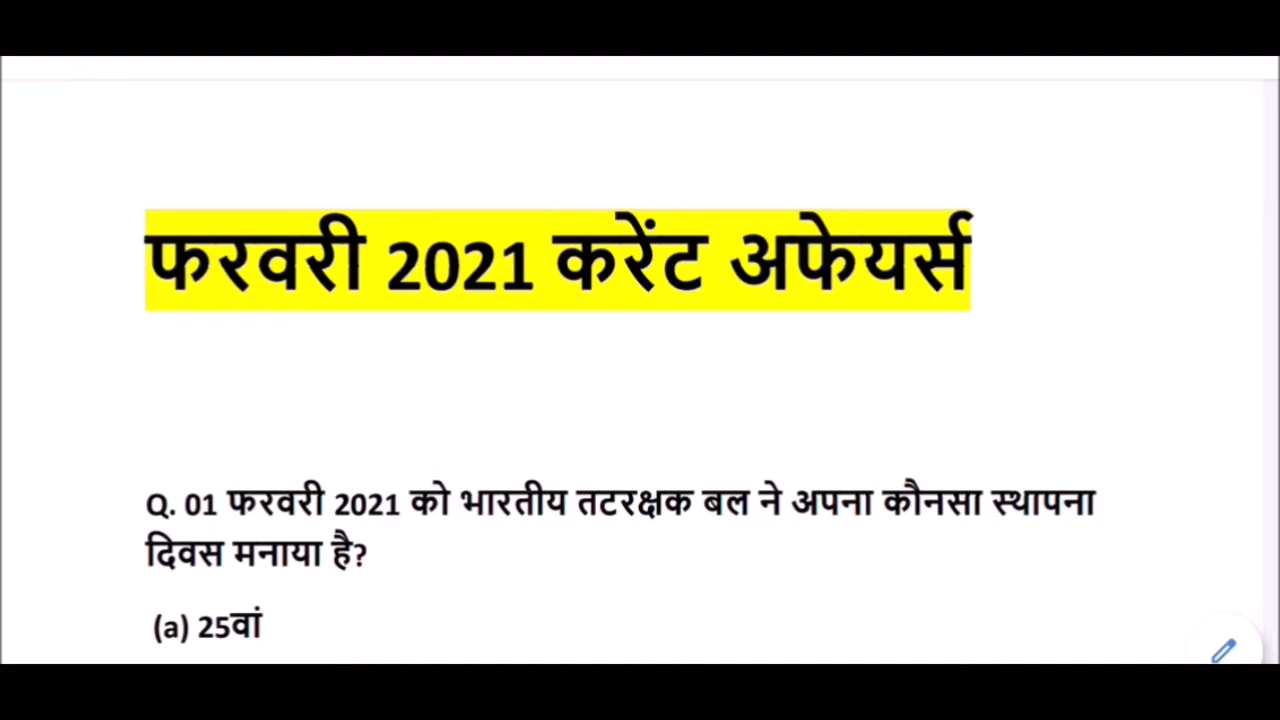 फरवरी 2021 करेंट अफेयर्स
Q. 01 फरवरी 2021 को भारतीय तटरक्षक बल ने अपना कौनसा स्थापना
दिवस मनाया है?
(a) 25वां